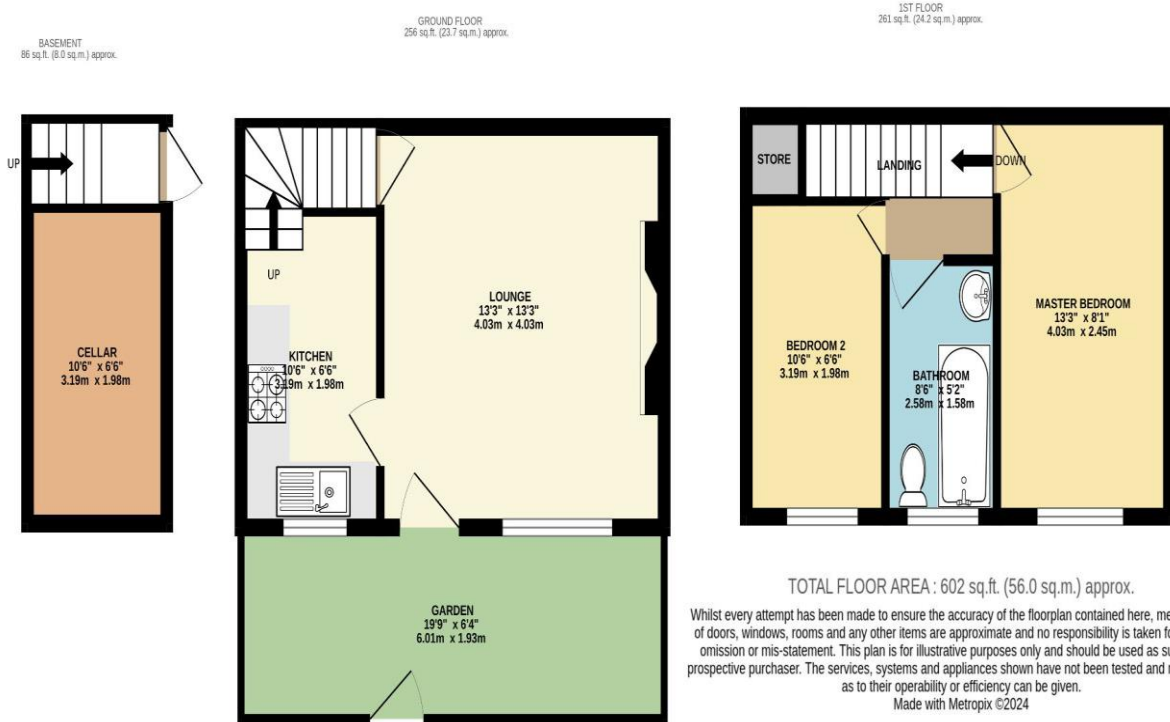 BASEMENT
86 sq.ft. (8.0 sq.m.) approx.
GROUND FLOOR
256 sq.ft. (23.7 sq.m.) approx.
1ST FLOOR
261 sq.ft. (24.2 sq.m.) approx.
UP
CELLAR
10'6" x 6'6"
3.19m x 1.98m
UP
KITCHEN
10'6" x 6'6"
3.19m x 1.98m
LOUNGE
13'3" x 13'3"
4.03m x 4.03m
GARDEN
19'9" x 6'4"
6.01m x 1.93m
STORE
LANDING
DOWN
BEDROOM 2
10'6" x 6'6"
3.19m x 1.98m
BATHROOM
8'6" x 5'2"
2.58m x 1.58m
MASTER BEDROOM
13'3" x 8'1"
4.03m x 2.45m
TOTAL FLOOR AREA : 602 sq.ft. (56.0 sq.m.) approx.
Whilst every attempt has been made to ensure the accuracy of the floorplan contained here, me
of doors, windows, rooms and any other items are approximate and no responsibility is taken fo
omission or mis-statement. This plan is for illustrative purposes only and should be used as su
prospective purchaser. The services, systems and appliances shown have not been tested and n
as to their operability or efficiency can be given.
Made with Metropix ©2024